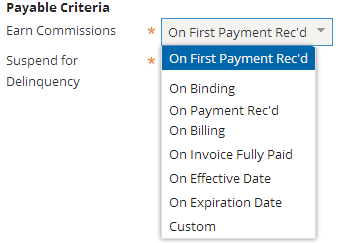 Payable Criteria
Earn Commissions * On First Payment Rec'd
Suspend for Delinquency *
On First Payment Rec'd
On Binding
On Payment Rec'd
On Billing
On Invoice Fully Paid
On Effective Date
On Expiration Date
Custom